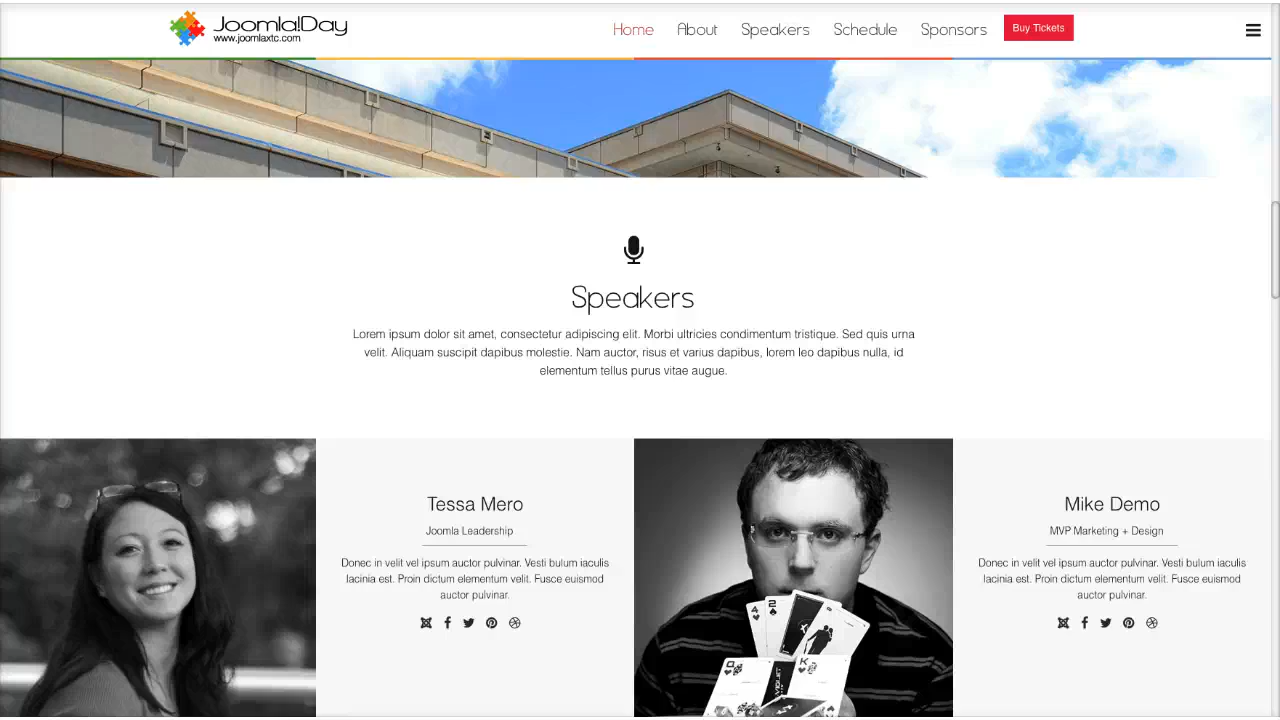 Joomla!Day
www.joomlaxtc.com
Home About Speakers Schedule Sponsors Buy Tickets
Speakers
Lorem ipsum dolor sit amet, consectetur adipiscing elit. Morbi ultricies condimentum tristique. Sed quis urna
velit. Aliquam suscipit dapibus molestie. Nam auctor, risus et varius dapibus, lorem leo dapibus nulla, id
elementum tellus purus vitae augue.
Tessa Mero
Joomla Leadership
Donec in velit vel ipsum auctor pulvinar. Vesti bulum iaculis
lacinia est. Proin dictum elementum velit. Fusce euismod
auctor pulvinar.
4 2
Q K
VIOLET
Mike Demo
MVP Marketing + Design
Donec in velit vel ipsum auctor pulvinar. Vesti bulum iaculis
lacinia est. Proin dictum elementum velit. Fusce euismod
auctor pulvinar.